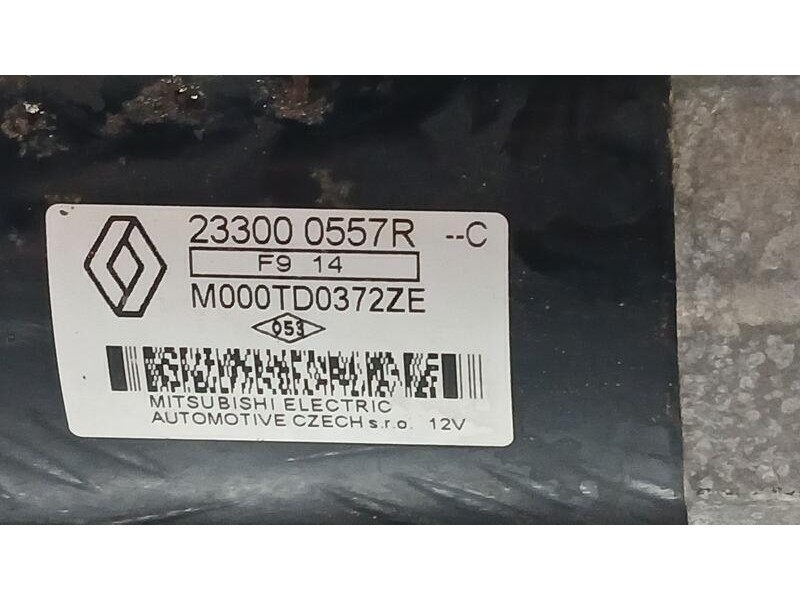 23300 0557R --C
F9 14
M000TD0372ZE
053
MITSUBISHI ELECTRIC
AUTOMOTIVE CZECH s.r.o. 12V